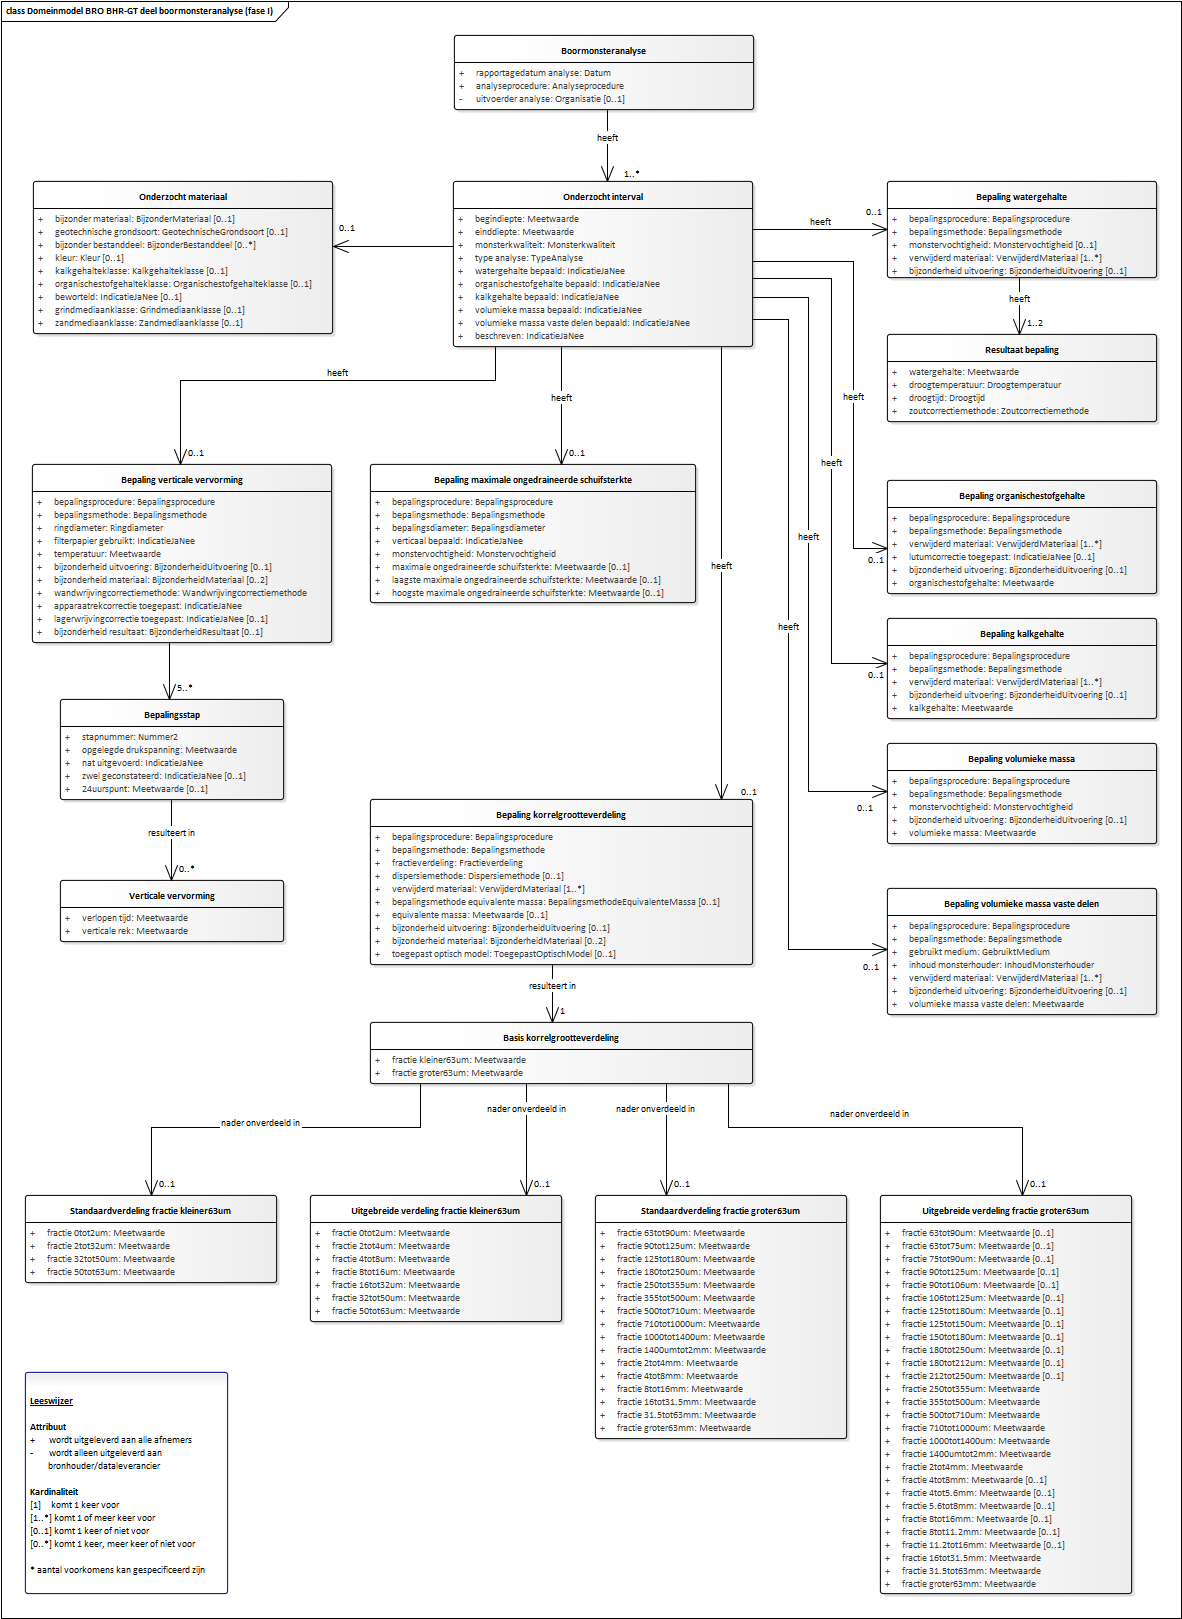 class Domeinmodel BRO BHR-GT deel boormonsteranalyse (fase I)
Boormonsteranalyse
+ rapportagedatum analyse: Datum
+ analyseprocedure: Analyseprocedure
- uitvoerder analyse: Organisatie [0..1]
heeft
1..*
Onderzocht materiaal
+ bijzonder materiaal: BijzonderMateriaal [0..1]
+ geotechnische grondsoort: GeotechnischeGrondsoort [0..1]
+ bijzonder bestanddeel: BijzonderBestanddeel [0..*]
+ kleur: Kleur [0..1]
+ kalkgehalteklasse: Kalkgehalteklasse [0..1]
+ organischestofgehalteklasse: Organischestofgehalteklasse [0..1]
+ beworteld: IndicatieJaNee [0..1]
+ grindmediaanklasse: Grindmediaanklasse [0..1]
+ zandmediaanklasse: Zandmediaanklasse [0..1]
0..1
Onderzocht interval
+ begindiepte: Meetwaarde
+ einddiepte: Meetwaarde
+ monsterkwaliteit: Monsterkwaliteit
+ type analyse: TypeAnalyse
+ watergehalte bepaald: IndicatieJaNee
+ organischestofgehalte bepaald: IndicatieJaNee
+ kalkgehalte bepaald: IndicatieJaNee
+ volumieke massa bepaald: IndicatieJaNee
+ volumieke massa vaste delen bepaald: IndicatieJaNee
+ beschreven: IndicatieJaNee
heeft
0..1
Bepaling watergehalte
+ bepalingsprocedure: Bepalingsprocedure
+ bepalingsmethode: Bepalingsmethode
+ monstervochtigheid: Monstervochtigheid [0..1]
+ verwijderd materiaal: VerwijderdMateriaal [1..*]
+ bijzonderheid uitvoering: BijzonderheidUitvoering [0..1]
heeft
1..2
Resultaat bepaling
+ watergehalte: Meetwaarde
+ droogtemperatuur: Droogtemperatuur
+ droogtijd: Droogtijd
+ zoutcorrectiemethode: Zoutcorrectiemethode
heeft
0..1
heeft
0..1
heeft
0..1
heeft
0..1
heeft
0..1
heeft
0..1
heeft
0..1
Bepaling verticale vervorming
+ bepalingsprocedure: Bepalingsprocedure
+ bepalingsmethode: Bepalingsmethode
+ ringdiameter: Ringdiameter
+ filterpapier gebruikt: IndicatieJaNee
+ temperatuur: Meetwaarde
+ bijzonderheid uitvoering: BijzonderheidUitvoering [0..1]
+ bijzonderheid materiaal: BijzonderheidMateriaal [0..2]
+ wandwrijvingcorrectiemethode: Wandwrijvingcorrectiemethode
+ apparaatrekcorrectie toegepast: IndicatieJaNee
+ lagerwrijvingcorrectie toegepast: IndicatieJaNee [0..1]
+ bijzonderheid resultaat: BijzonderheidResultaat [0..1]
Bepaling maximale ongedraineerde schuifsterkte
+ bepalingsprocedure: Bepalingsprocedure
+ bepalingsmethode: Bepalingsmethode
+ bepalingsdiameter: Bepalingsdiameter
+ verticaal bepaald: IndicatieJaNee
+ monstervochtigheid: Monstervochtigheid
+ maximale ongedraineerde schuifsterkte: Meetwaarde [0..1]
+ laagste maximale ongedraineerde schuifsterkte: Meetwaarde [0..1]
+ hoogste maximale ongedraineerde schuifsterkte: Meetwaarde [0..1]
Bepaling organischestofgehalte
+ bepalingsprocedure: Bepalingsprocedure
+ bepalingsmethode: Bepalingsmethode
+ verwijderd materiaal: VerwijderdMateriaal [1..*]
+ lutumcorrectie toegepast: IndicatieJaNee [0..1]
+ bijzonderheid uitvoering: BijzonderheidUitvoering [0..1]
+ organischestofgehalte: Meetwaarde
Bepaling kalkgehalte
+ bepalingsprocedure: Bepalingsprocedure
+ bepalingsmethode: Bepalingsmethode
+ verwijderd materiaal: VerwijderdMateriaal [1..*]
+ bijzonderheid uitvoering: BijzonderheidUitvoering [0..1]
+ kalkgehalte: Meetwaarde
5..*
Bepalingsstap
+ stapnummer: Nummer2
+ opgelegde drukspanning: Meetwaarde
+ nat uitgevoerd: IndicatieJaNee
+ zwel geconstateerd: IndicatieJaNee [0..1]
+ 24uurspunt: Meetwaarde [0..1]
resulteert in
0..*
Verticale vervorming
+ verlopen tijd: Meetwaarde
+ verticale rek: Meetwaarde
Bepaling volumieke massa
+ bepalingsprocedure: Bepalingsprocedure
+ bepalingsmethode: Bepalingsmethode
+ monstervochtigheid: Monstervochtigheid
+ bijzonderheid uitvoering: BijzonderheidUitvoering [0..1]
+ volumieke massa: Meetwaarde
Bepaling korrelgrootteverdeling
+ bepalingsprocedure: Bepalingsprocedure
+ bepalingsmethode: Bepalingsmethode
+ fractieverdeling: Fractieverdeling
+ dispersiemethode: Dispersiemethode [0..1]
+ verwijderd materiaal: VerwijderdMateriaal [1..*]
+ bepalingsmethode equivalente massa: BepalingsmethodeEquivalenteMassa [0..1]
+ equivalente massa: Meetwaarde [0..1]
+ bijzonderheid uitvoering: BijzonderheidUitvoering [0..1]
+ bijzonderheid materiaal: BijzonderheidMateriaal [0..2]
+ toegepast optisch model: ToegepastOptischModel [0..1]
Bepaling volumieke massa vaste delen
+ bepalingsprocedure: Bepalingsprocedure
+ bepalingsmethode: Bepalingsmethode
+ gebruikt medium: GebruiktMedium
+ inhoud monsterhouder: InhoudMonsterhouder
+ verwijderd materiaal: VerwijderdMateriaal [1..*]
+ bijzonderheid uitvoering: BijzonderheidUitvoering [0..1]
+ volumieke massa vaste delen: Meetwaarde
resulteert in
1
Basis korrelgrootteverdeling
+ fractie kleiner63um: Meetwaarde
+ fractie groter63um: Meetwaarde
nader onverdeeld in
nader onverdeeld in
nader onverdeeld in
nader onverdeeld in
0..1
0..1
0..1
0..1
Standaardverdeling fractie kleiner63um
+ fractie 0tot2um: Meetwaarde
+ fractie 2tot32um: Meetwaarde
+ fractie 32tot50um: Meetwaarde
+ fractie 50tot63um: Meetwaarde
Uitgebreide verdeling fractie kleiner63um
+ fractie 0tot2um: Meetwaarde
+ fractie 2tot4um: Meetwaarde
+ fractie 4tot8um: Meetwaarde
+ fractie 8tot16um: Meetwaarde
+ fractie 16tot32um: Meetwaarde
+ fractie 32tot50um: Meetwaarde
+ fractie 50tot63um: Meetwaarde
Standaardverdeling fractie groter63um
+ fractie 63tot90um: Meetwaarde
+ fractie 90tot125um: Meetwaarde
+ fractie 125tot180um: Meetwaarde
+ fractie 180tot250um: Meetwaarde
+ fractie 250tot355um: Meetwaarde
+ fractie 355tot500um: Meetwaarde
+ fractie 500tot710um: Meetwaarde
+ fractie 710tot1000um: Meetwaarde
+ fractie 1000tot1400um: Meetwaarde
+ fractie 1400umtot2mm: Meetwaarde
+ fractie 2tot4mm: Meetwaarde
+ fractie 4tot8mm: Meetwaarde
+ fractie 8tot16mm: Meetwaarde
+ fractie 16tot31.5mm: Meetwaarde
+ fractie 31.5tot63mm: Meetwaarde
+ fractie groter63mm: Meetwaarde
Uitgebreide verdeling fractie groter63um
+ fractie 63tot90um: Meetwaarde [0..1]
+ fractie 63tot75um: Meetwaarde [0..1]
+ fractie 75tot90um: Meetwaarde [0..1]
+ fractie 90tot125um: Meetwaarde [0..1]
+ fractie 90tot106um: Meetwaarde [0..1]
+ fractie 106tot125um: Meetwaarde [0..1]
+ fractie 125tot180um: Meetwaarde [0..1]
+ fractie 125tot150um: Meetwaarde [0..1]
+ fractie 150tot180um: Meetwaarde [0..1]
+ fractie 180tot250um: Meetwaarde [0..1]
+ fractie 180tot212um: Meetwaarde [0..1]
+ fractie 212tot250um: Meetwaarde [0..1]
+ fractie 250tot355um: Meetwaarde
+ fractie 355tot500um: Meetwaarde
+ fractie 500tot710um: Meetwaarde
+ fractie 710tot1000um: Meetwaarde
+ fractie 1000tot1400um: Meetwaarde
+ fractie 1400umtot2mm: Meetwaarde
+ fractie 2tot4mm: Meetwaarde
+ fractie 4tot8mm: Meetwaarde [0..1]
+ fractie 4tot5.6mm: Meetwaarde [0..1]
+ fractie 5.6tot8mm: Meetwaarde [0..1]
+ fractie 8tot16mm: Meetwaarde [0..1]
+ fractie 8tot11.2mm: Meetwaarde [0..1]
+ fractie 11.2tot16mm: Meetwaarde [0..1]
+ fractie 16tot31.5mm: Meetwaarde
+ fractie 31.5tot63mm: Meetwaarde
+ fractie groter63mm: Meetwaarde
Leeswijzer
Attribuut
+ wordt uitgeleverd aan alle afnemers
- wordt alleen uitgeleverd aan
bronhouder/dataleverancier
Kardinaliteit
[1] komt 1 keer voor
[1..*] komt 1 of meer keer voor
[0..1] komt 1 keer of niet voor
[0..*] komt 1 keer, meer keer of niet voor
* aantal voorkomens kan gespecificeerd zijn